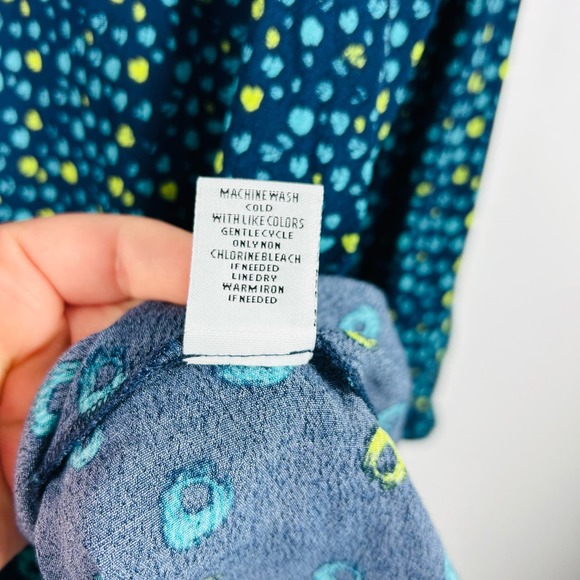 MACHINE WASH
COLD
WITH LIKE COLORS
GENTLE CYCLE
ONLY NON
CHLORINE BLEACH
IF NEEDED
LINE DRY
WARM IRON
IF NEEDED